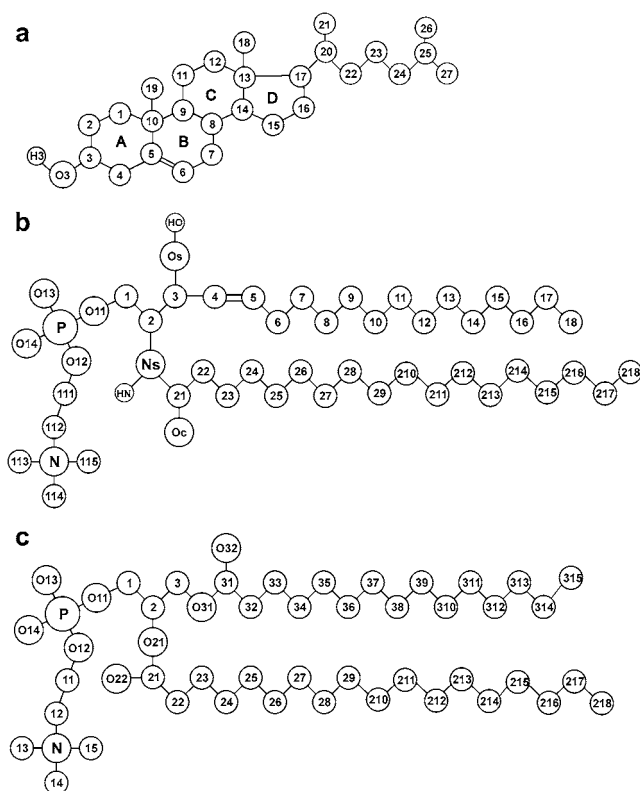 a
21 26
18 20 23 25
12
11 13 17 22 24 27
19 C
1 9 14 D 16
2 10 8 15
A B
H3 3 5 7
O3 4 6
b
HO
Os
O13 1 3 4 5 7 9 11 13 15 17
O11
P 2 6 8 10 12 14 16 18
O14
O12 Ns 22 24 26 28 210 212 214 216 218
111 HN 21 23 25 27 29 211 213 215 217
112 Oc
113 N 115
114
c
O32
O13 1 3 31 33 35 37 39 311 313 315
O11
P 2 O31 32 34 36 38 310 312 314
O14
O12 O21
11 O22 21 23 25 27 29 211 213 215 217
12 22 24 26 28 210 212 214 216 218
13 N 15
14